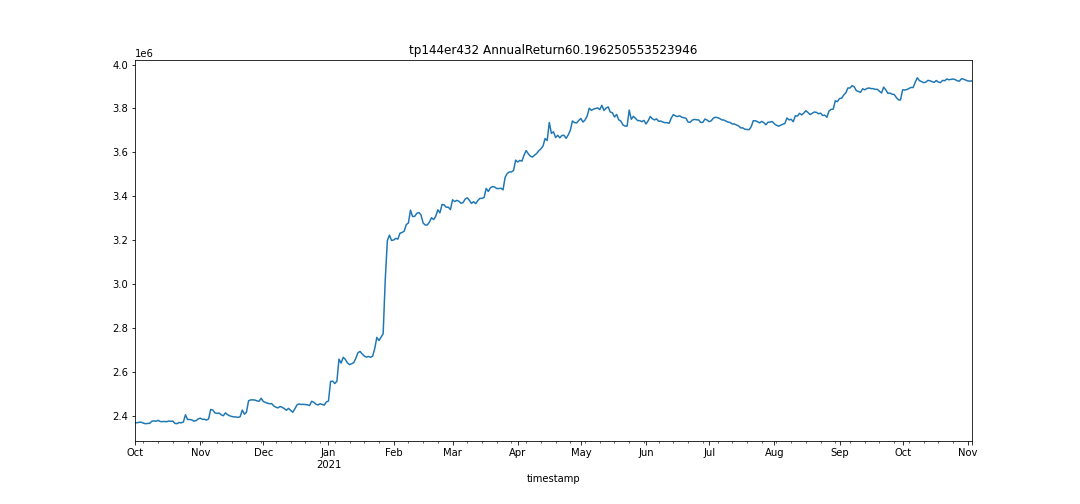 tp144er432 AnnualReturn60.196250553523946
1e6
4.0
3.8
3.6
3.4
3.2
3.0
2.8
2.6
2.4
Oct Nov Dec Jan Feb Mar Apr May Jun Jul Aug Sep Oct Nov
2021
timestamp